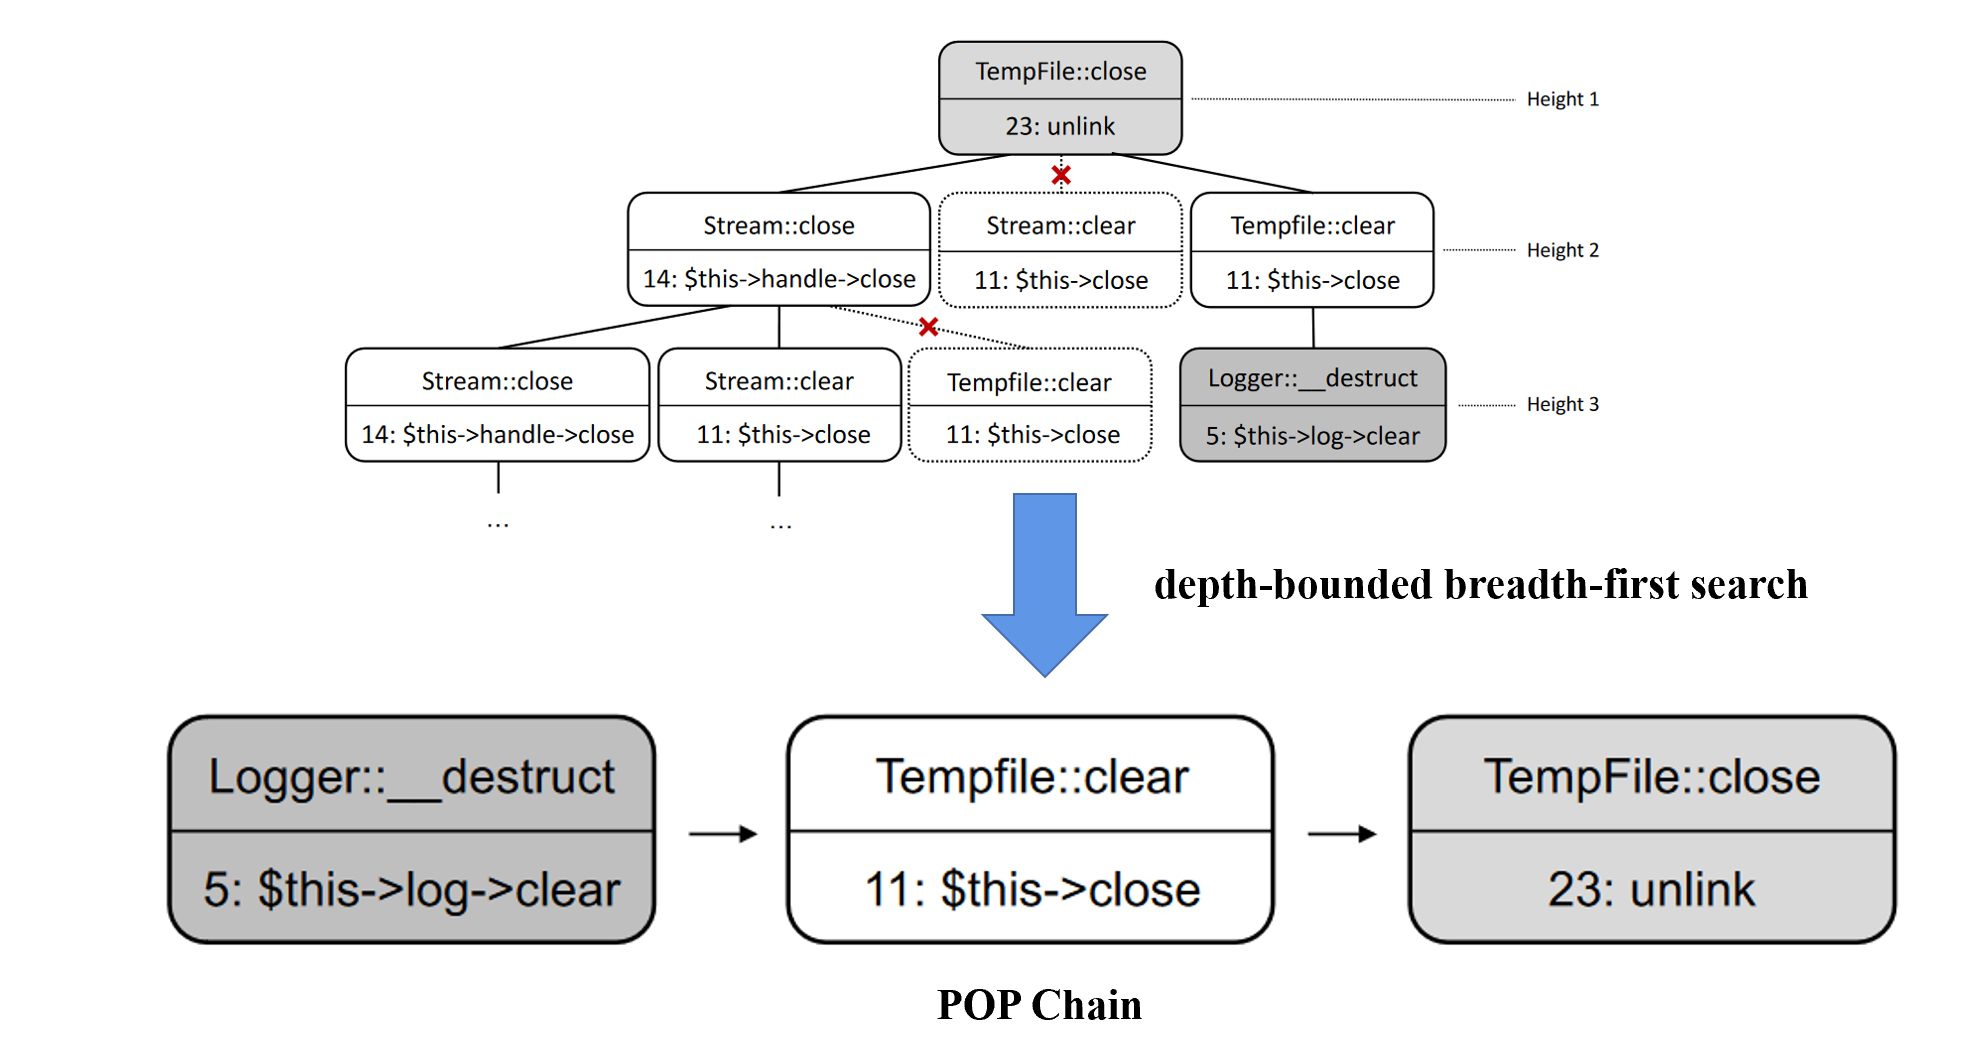 TempFile::close
23: unlink
Height 1
Stream::close
14: $this->handle->close
Stream::clear
11: $this->close
Tempfile::clear
11: $this->close
Height 2
Stream::close
14: $this->handle->close
Stream::clear
11: $this->close
Tempfile::clear
11: $this->close
Logger::__destruct
5: $this->log->clear
Height 3
...
...
depth-bounded breadth-first search
Logger::__destruct
5: $this->log->clear
Tempfile::clear
11: $this->close
TempFile::close
23: unlink
POP Chain